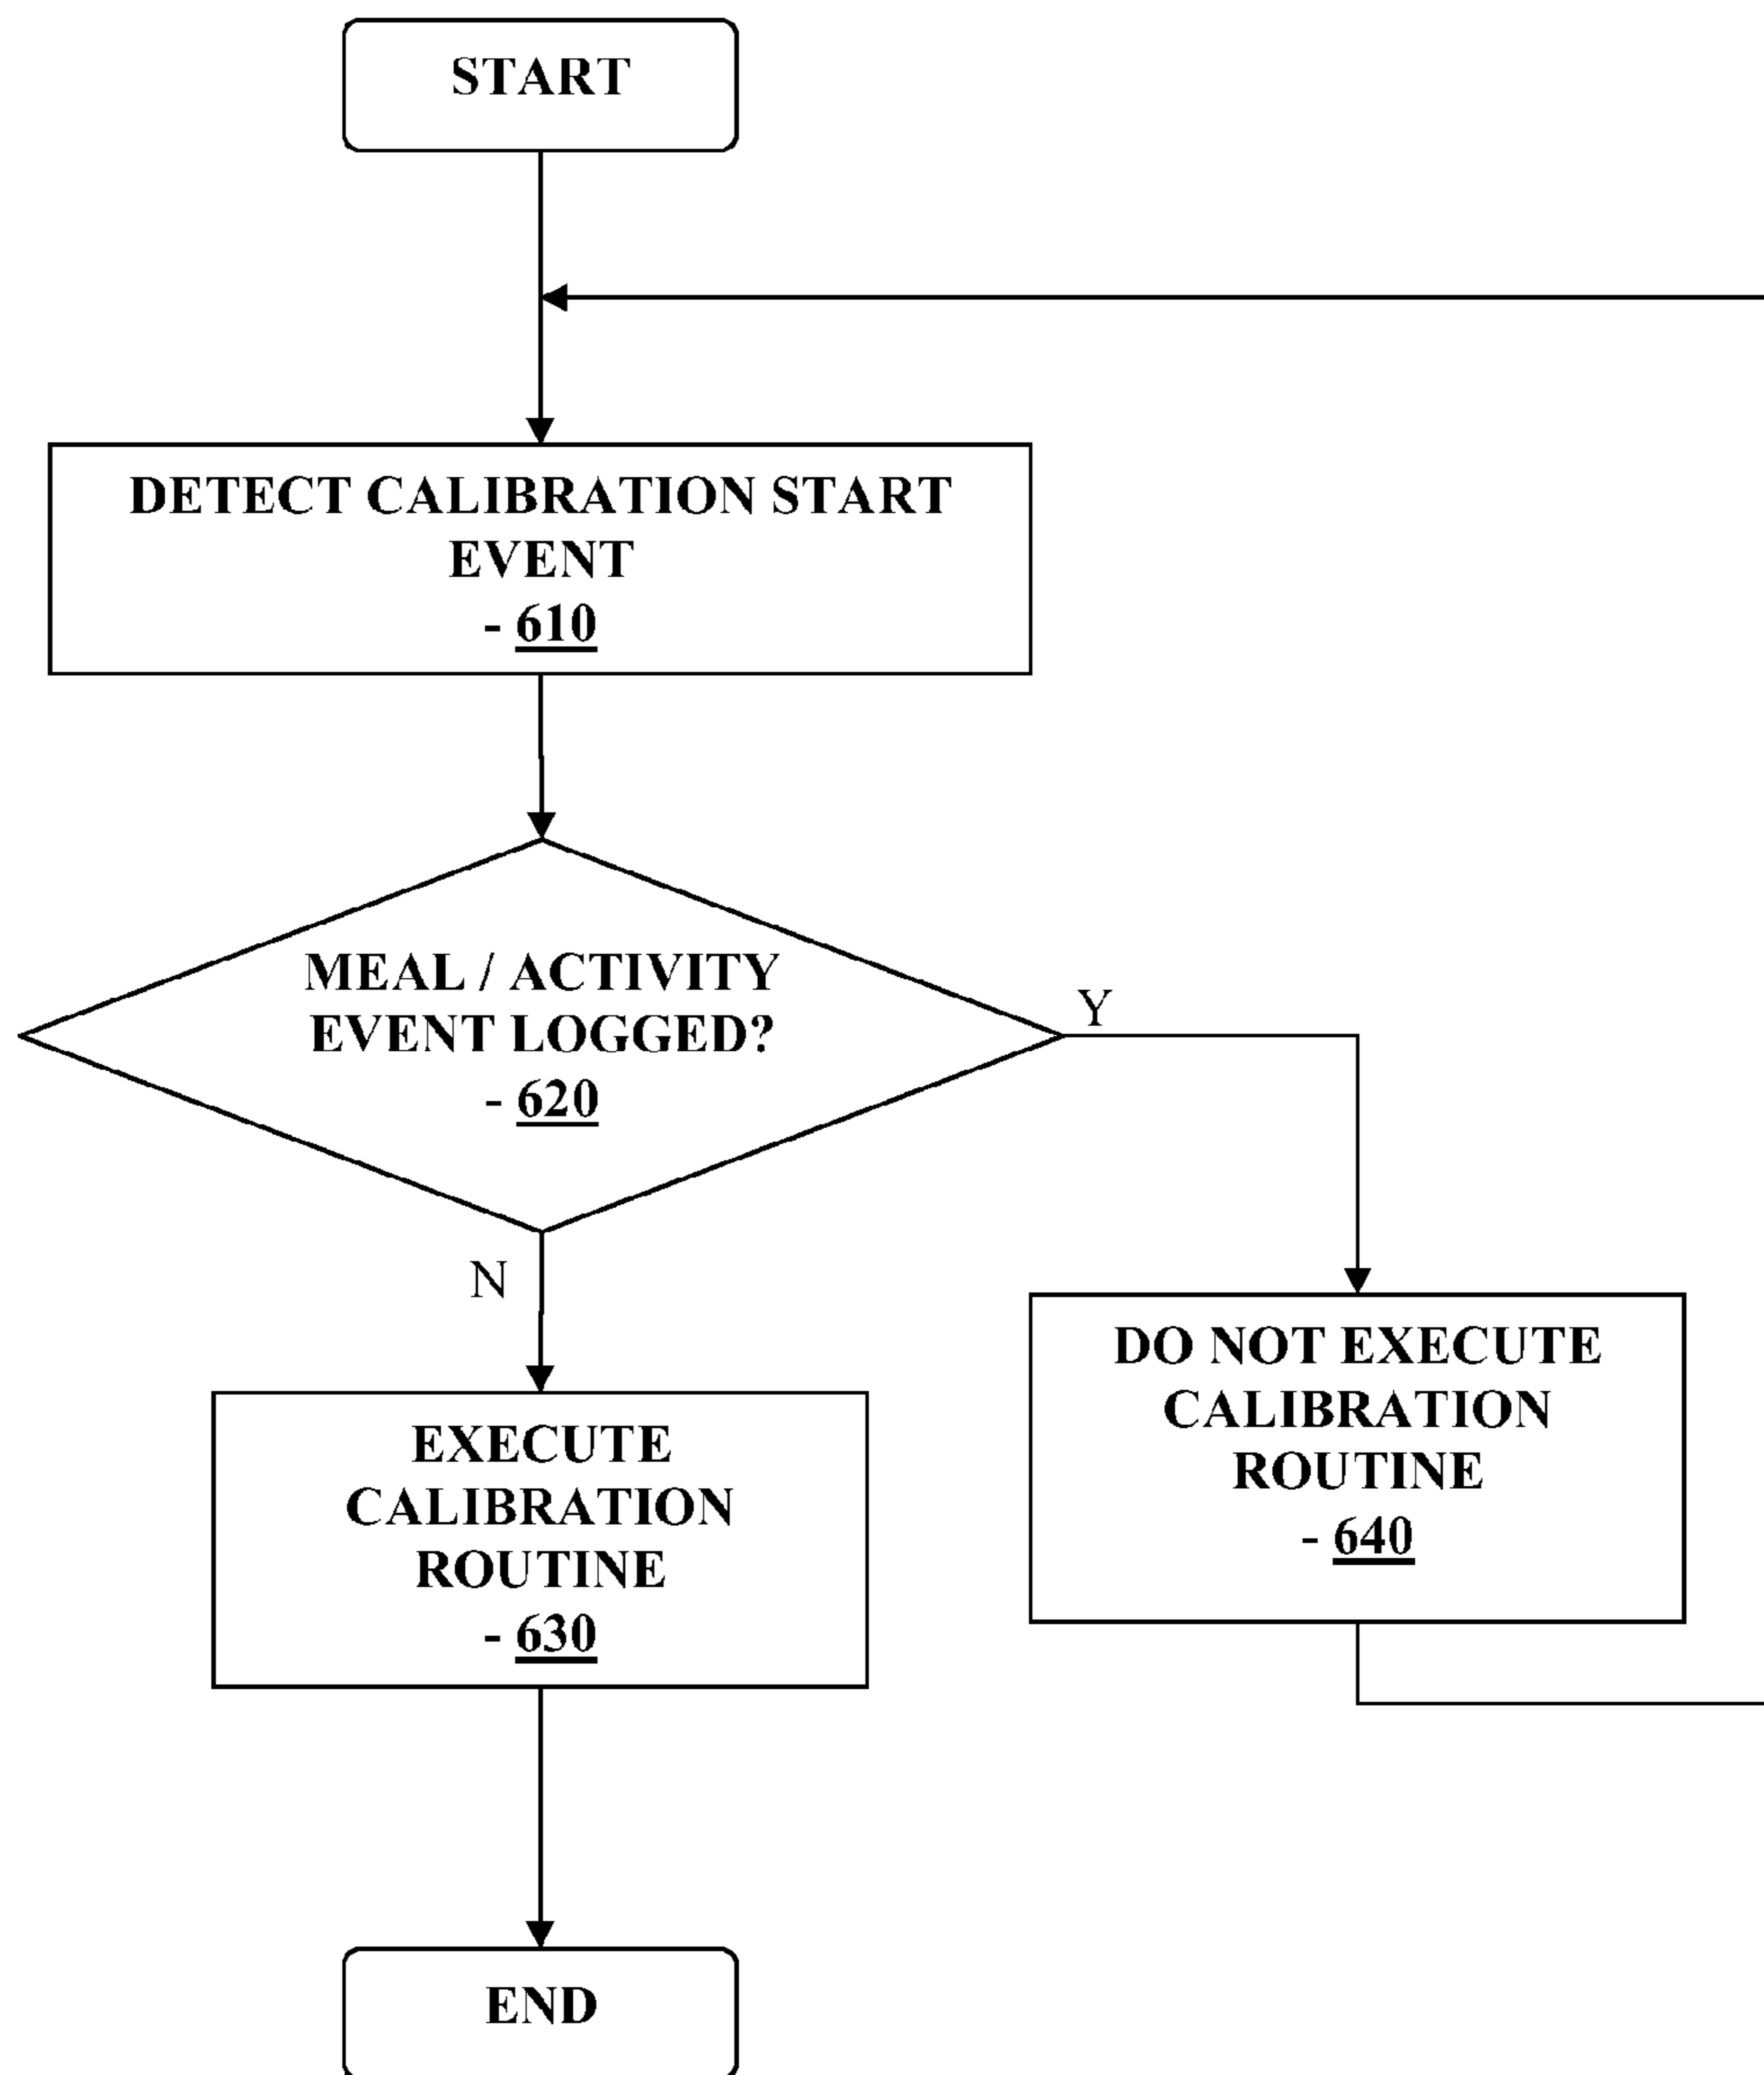 START
DETECT CALIBRATION START
EVENT
- 610
MEAL / ACTIVITY
EVENT LOGGED?
- 620
Y
N
DO NOT EXECUTE
CALIBRATION
ROUTINE
- 640
EXECUTE
CALIBRATION
ROUTINE
- 630
END